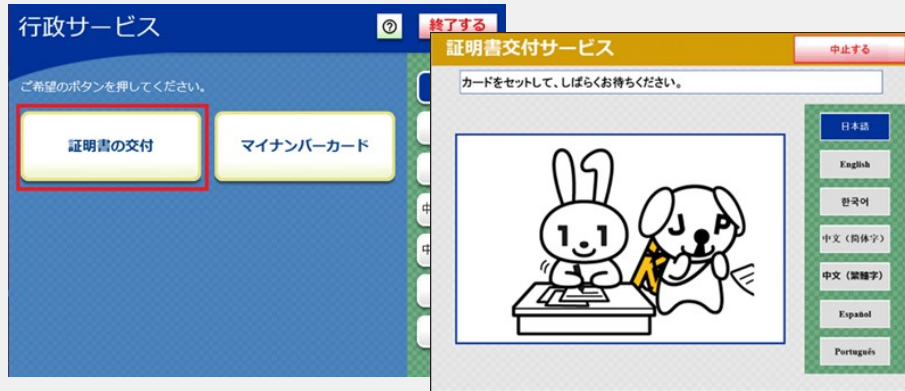 行政サービス
?
終了する
ご希望のボタンを押してください。
証明書の交付
マイナンバーカード
中
中
証明書交付サービス
中止する
カードをセットして、しばらくお待ちください。
日本語
English
한국어
中文（简体字）
中文（繁體字）
Español
Português
1 1
J P